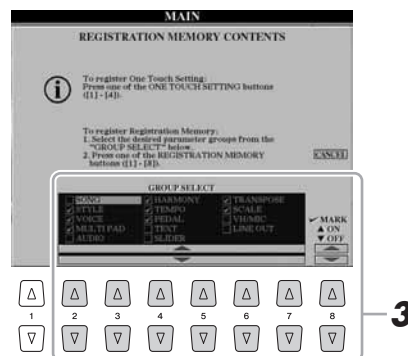 MAIN
REGISTRATION MEMORY CONTENTS
To register One Touch Setting:
Press one of the ONE TOUCH SETTING buttons
([1] - [4]).
To register Registration Memory:
1. Select the desired parameter groups from the
"GROUP SELECT" below.
2. Press one of the REGISTRATION MEMORY
buttons ([1] - [8]).
CANCEL
GROUP SELECT
SONG HARMONY TRANSPOSE
STYLE TEMPO SCALE
VOICE PEDAL VH/MIC
MULTI PAD TEXT LINE OUT
AUDIO SLIDER
MARK
▲ ON
▼ OFF
1 2 3 4 5 6 7 8
3